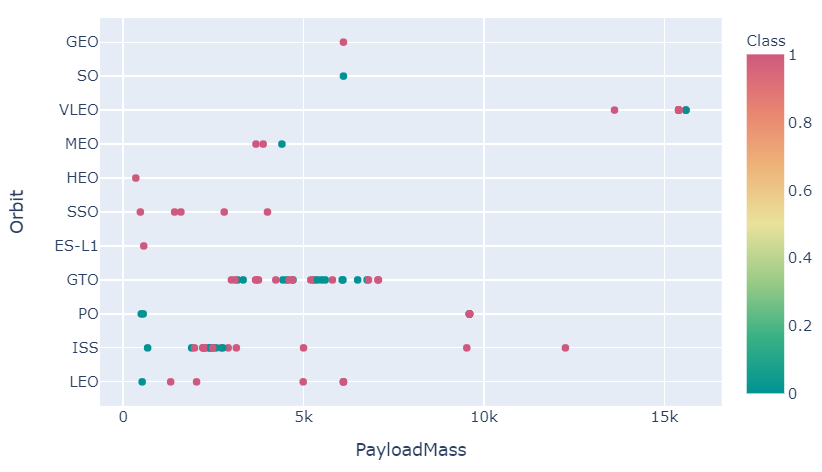 Class
GEO
SO
VLEO
MEO
HEO
SSO
ES-L1
GTO
PO
ISS
LEO
Orbit
0
5k
10k
15k
PayloadMass
1
0.8
0.6
0.4
0.2
0